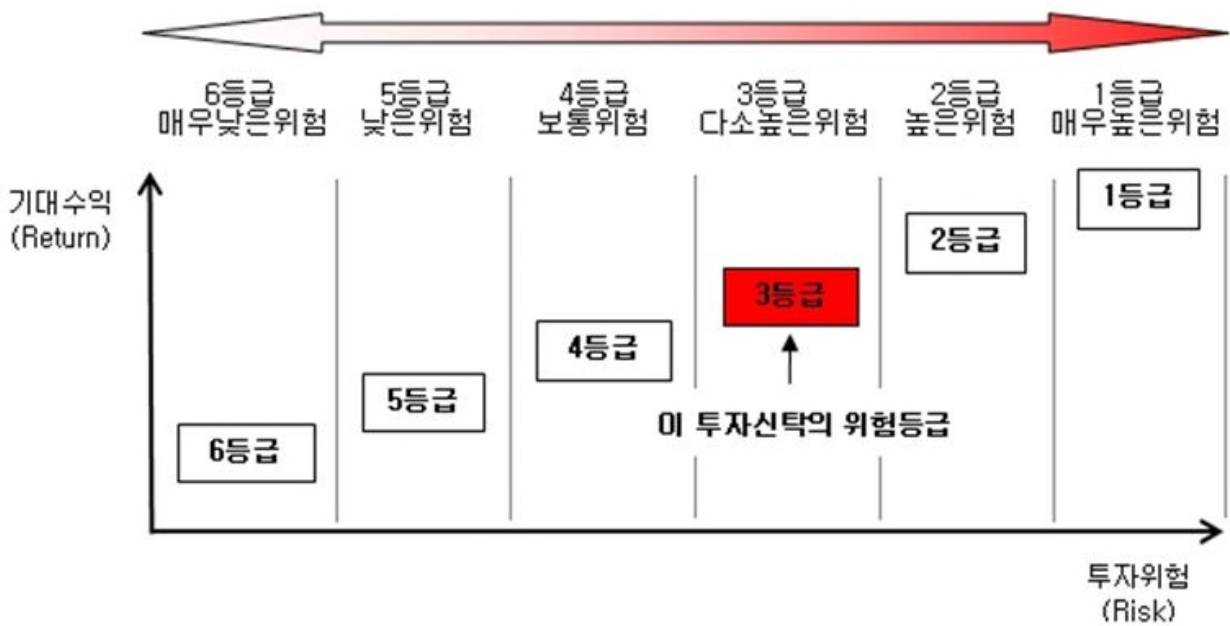 6등급
매우낮은위험
5등급
낮은위험
4등급
보통위험
3등급
다소높은위험
2등급
높은위험
1등급
매우높은위험
기대수익
(Return)
1등급
2등급
3등급
4등급
5등급
6등급
이 투자신탁의 위험등급
투자위험
(Risk)